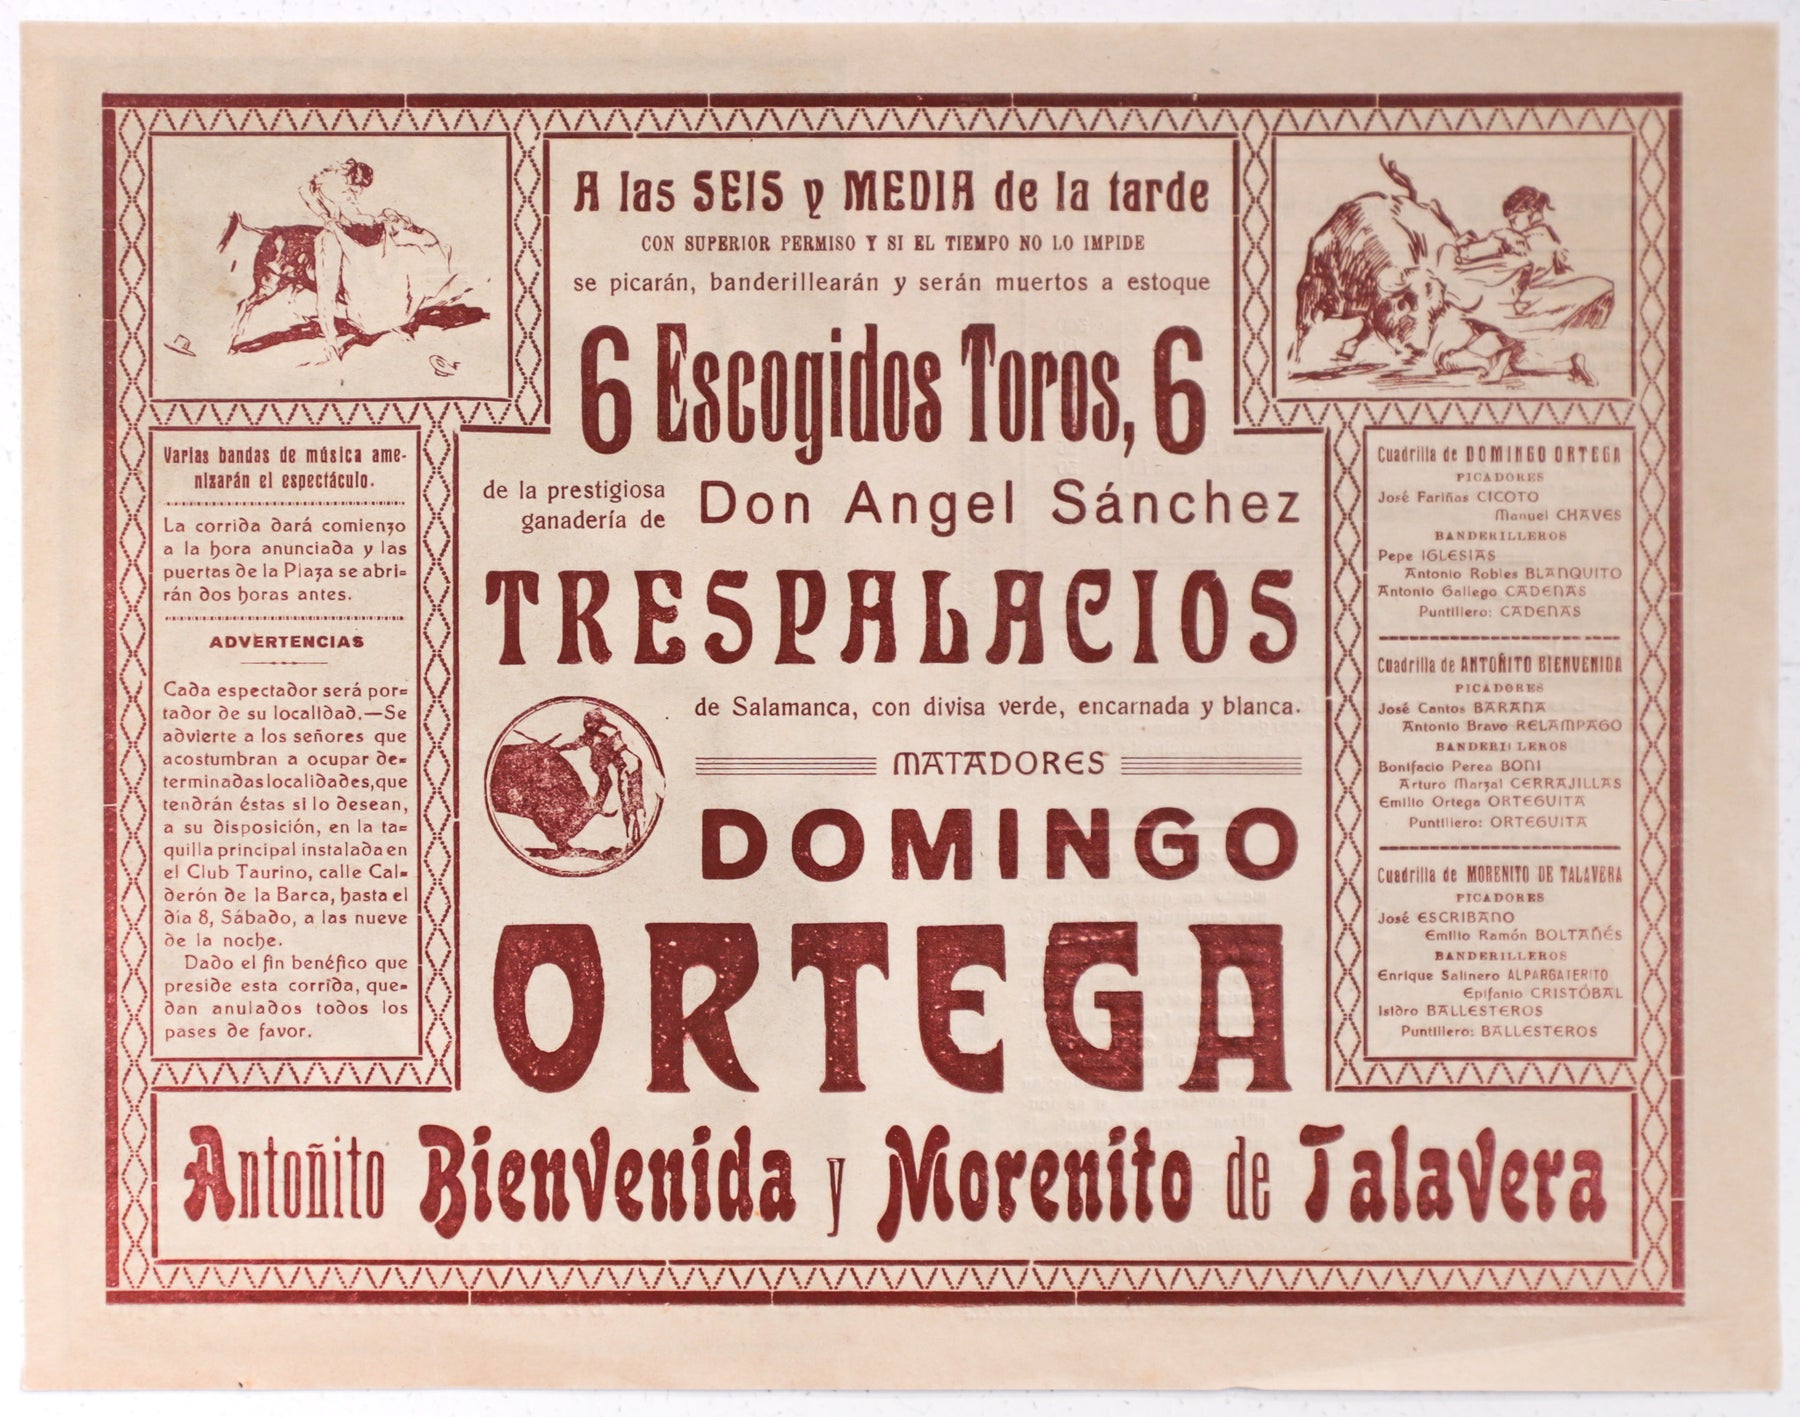 A las SEIS y MEDIA de la tarde
CON SUPERIOR PERMISO Y SI EL TIEMPO NO LO IMPIDE
se picarán, banderillearán y serán muertos a estoque
6 Escogidos Toros, 6
de la prestigiosa
ganadería de
Don Angel Sánchez
TRESPALACIOS
de Salamanca, con divisa verde, encarnada y blanca.
MATADORES
DOMINGO
ORTEGA
Antoñito Bienvenida y Morenito de Talavera
Varias bandas de música ame-
nizarán el espectáculo.
La corrida dará comienzo
a la hora anunciada y las
puertas de la Plaza se abri-
rán dos horas antes.
ADVERTENCIAS
Cada espectador será por-
tador de su localidad.—Se
advierte a los señores que
acostumbran a ocupar de-
terminadas localidades, que
tendrán éstas si lo desean,
a su disposición, en la ta-
quilla principal instalada en
el Club Taurino, calle Cal-
derón de la Barca, hasta el
día 8, Sábado, a las nueve
de la noche.
Dado el fin benéfico que
preside esta corrida, que-
dan anulados todos los
pases de favor.
Cuadrilla de DOMINGO ORTEGA
PICADORES
José Fariñas CICOTO
Manuel CHAVES
BANDERILLEROS
Pepe IGLESIAS
Antonio Robles BLANQUITO
Antonio Gallego CADENAS
Puntillero: CADENAS
Cuadrilla de ANTOÑITO BIENVENIDA
PICADORES
José Cantos BARANA
Antonio Bravo RELAMPAGO
BANDERILLEROS
Bonifacio Perea BONI
Arturo Marzal CERRAJILLAS
Emilio Ortega ORTEGUITA
Puntillero: ORTEGUITA
Cuadrilla de MORENITO DE TALAVERA
PICADORES
José ESCRIBANO
Emilio Ramón BOLTAÑÉS
BANDERILLEROS
Enrique Salinero ALPARGATERITO
Epifanio CRISTÓBAL
Isidro BALLESTEROS
Puntillero: BALLESTEROS